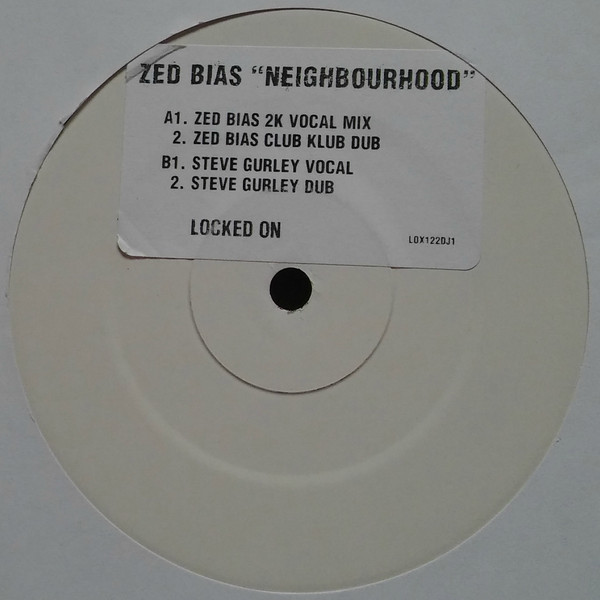 ZED BIAS "NEIGHBOURHOOD"
A1. ZED BIAS 2K VOCAL MIX
2. ZED BIAS CLUB KLUB DUB
B1. STEVE GURLEY VOCAL
2. STEVE GURLEY DUB
LOCKED ON
LOX122DJ1